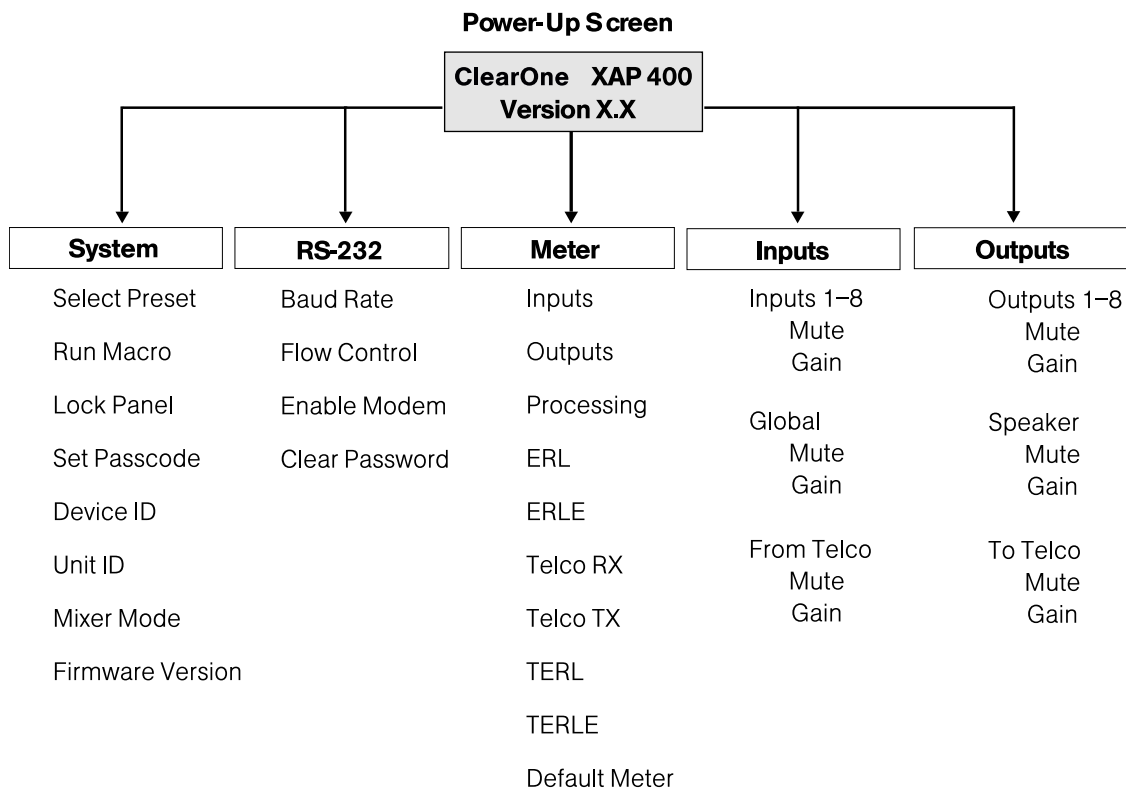 Power-Up Screen
ClearOne XAP 400
Version X.X
System
Select Preset
Run Macro
Lock Panel
Set Passcode
Device ID
Unit ID
Mixer Mode
Firmware Version
RS-232
Baud Rate
Flow Control
Enable Modem
Clear Password
Meter
Inputs
Outputs
Processing
ERL
ERLE
Telco RX
Telco TX
TERL
TERLE
Default Meter
Inputs
Inputs 1–8
Mute
Gain
Global
Mute
Gain
From Telco
Mute
Gain
Outputs
Outputs 1–8
Mute
Gain
Speaker
Mute
Gain
To Telco
Mute
Gain